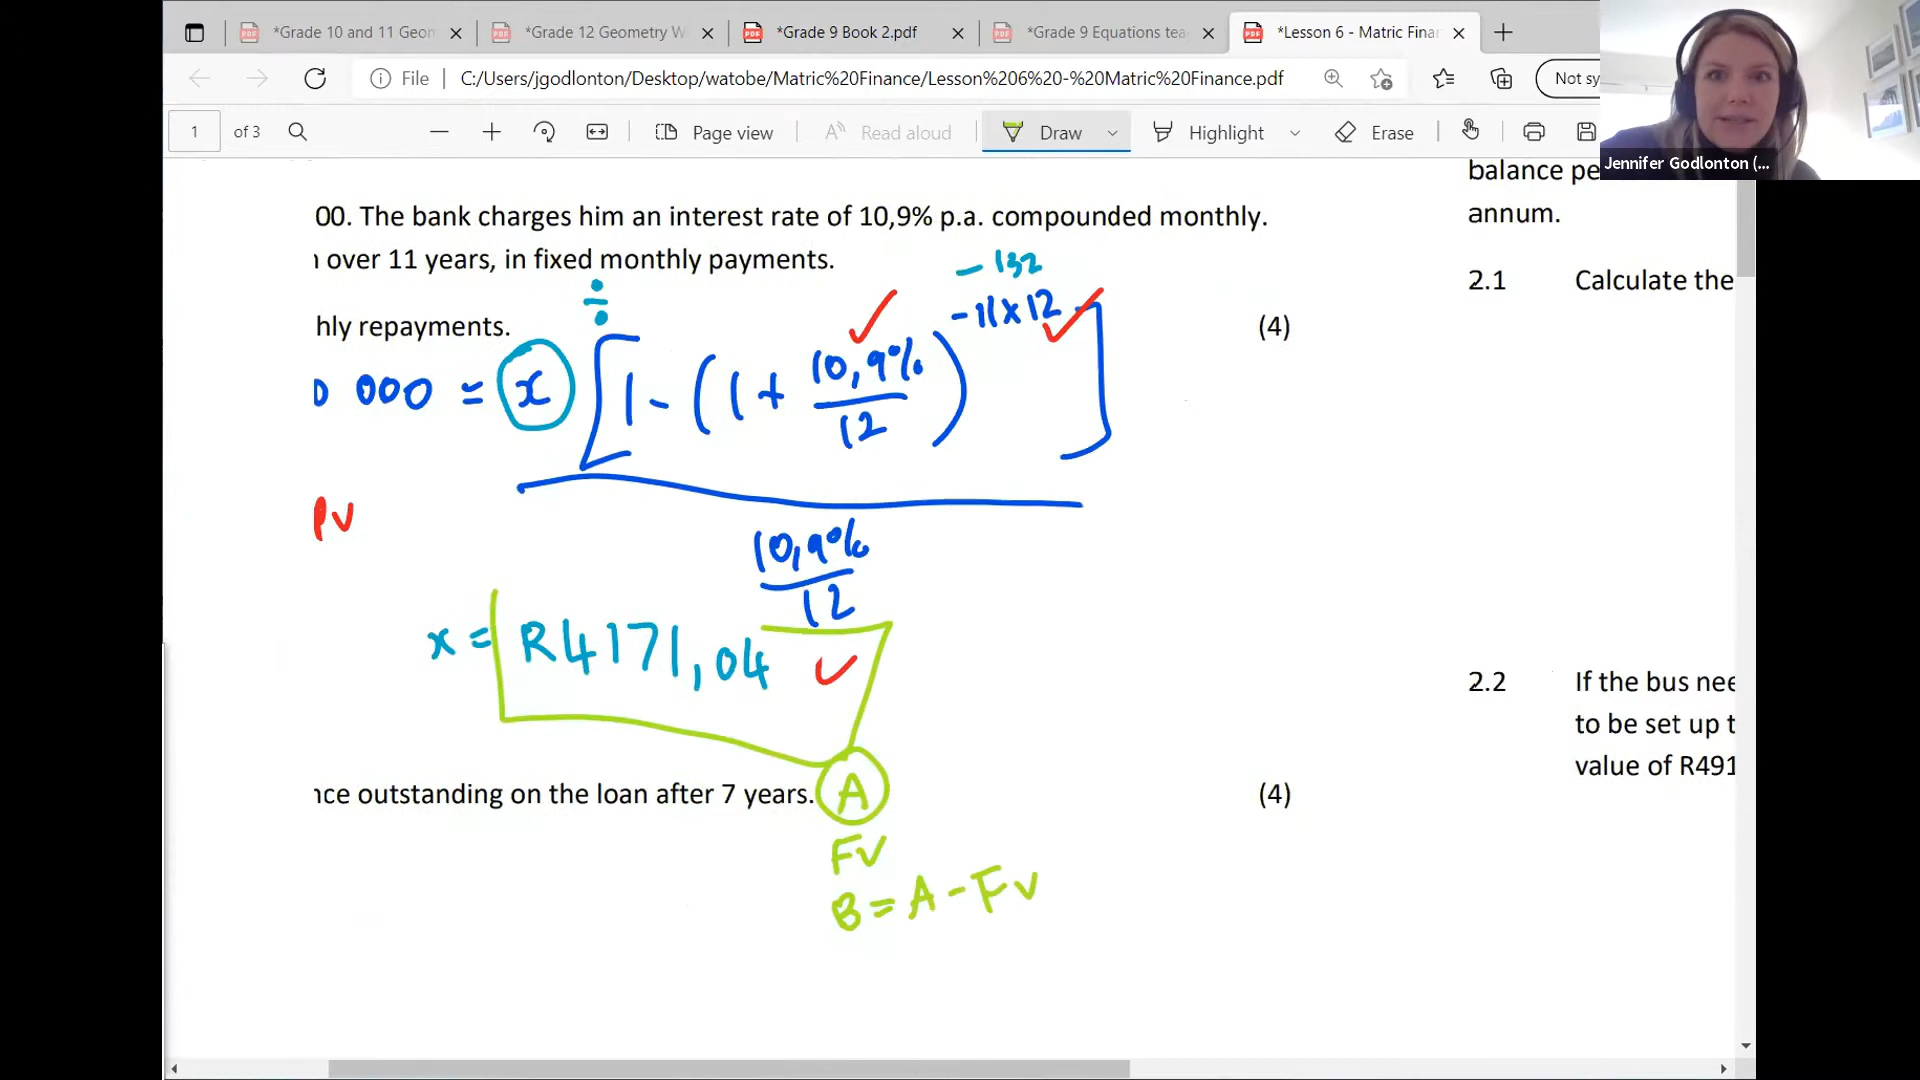 *Grade 10 and 11 Geon
*Grade 12 Geometry W
*Grade 9 Book 2.pdf
*Grade 9 Equations tea
*Lesson 6 - Matric Finan
File
C:/Users/jgodlonton/Desktop/watobe/Matric%20Finance/Lesson%206%20-%20Matric%20Finance.pdf
Not sy
1 of 3
Page view
Read aloud
Draw
Highlight
Erase
Jennifer Godlonton (...
balance pe
annum.
00. The bank charges him an interest rate of 10,9% p.a. compounded monthly.
over 11 years, in fixed monthly payments.
hly repayments.
(4)
÷
- 132
- 11 x 12
000 = x [ 1 - ( 1 + 10,9% / 12 ) ]
10,9%
12
PV
x = R4171,04
nce outstanding on the loan after 7 years.
(4)
A
FV
B = A - FV
2.1 Calculate the
2.2 If the bus nee
to be set up t
value of R491